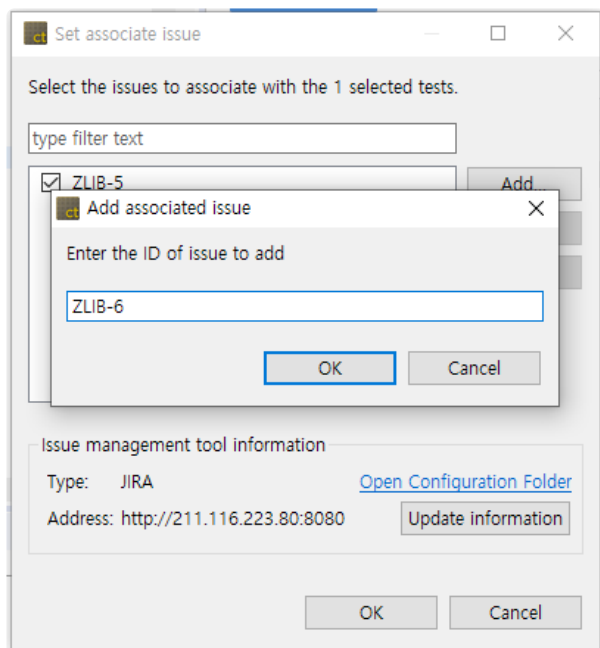 ct Set associate issue
Select the issues to associate with the 1 selected tests.
type filter text
ZLIB-5
Add...
ct Add associated issue
Enter the ID of issue to add
ZLIB-6
OK Cancel
Issue management tool information
Type: JIRA Open Configuration Folder
Address: http://211.116.223.80:8080 Update information
OK Cancel